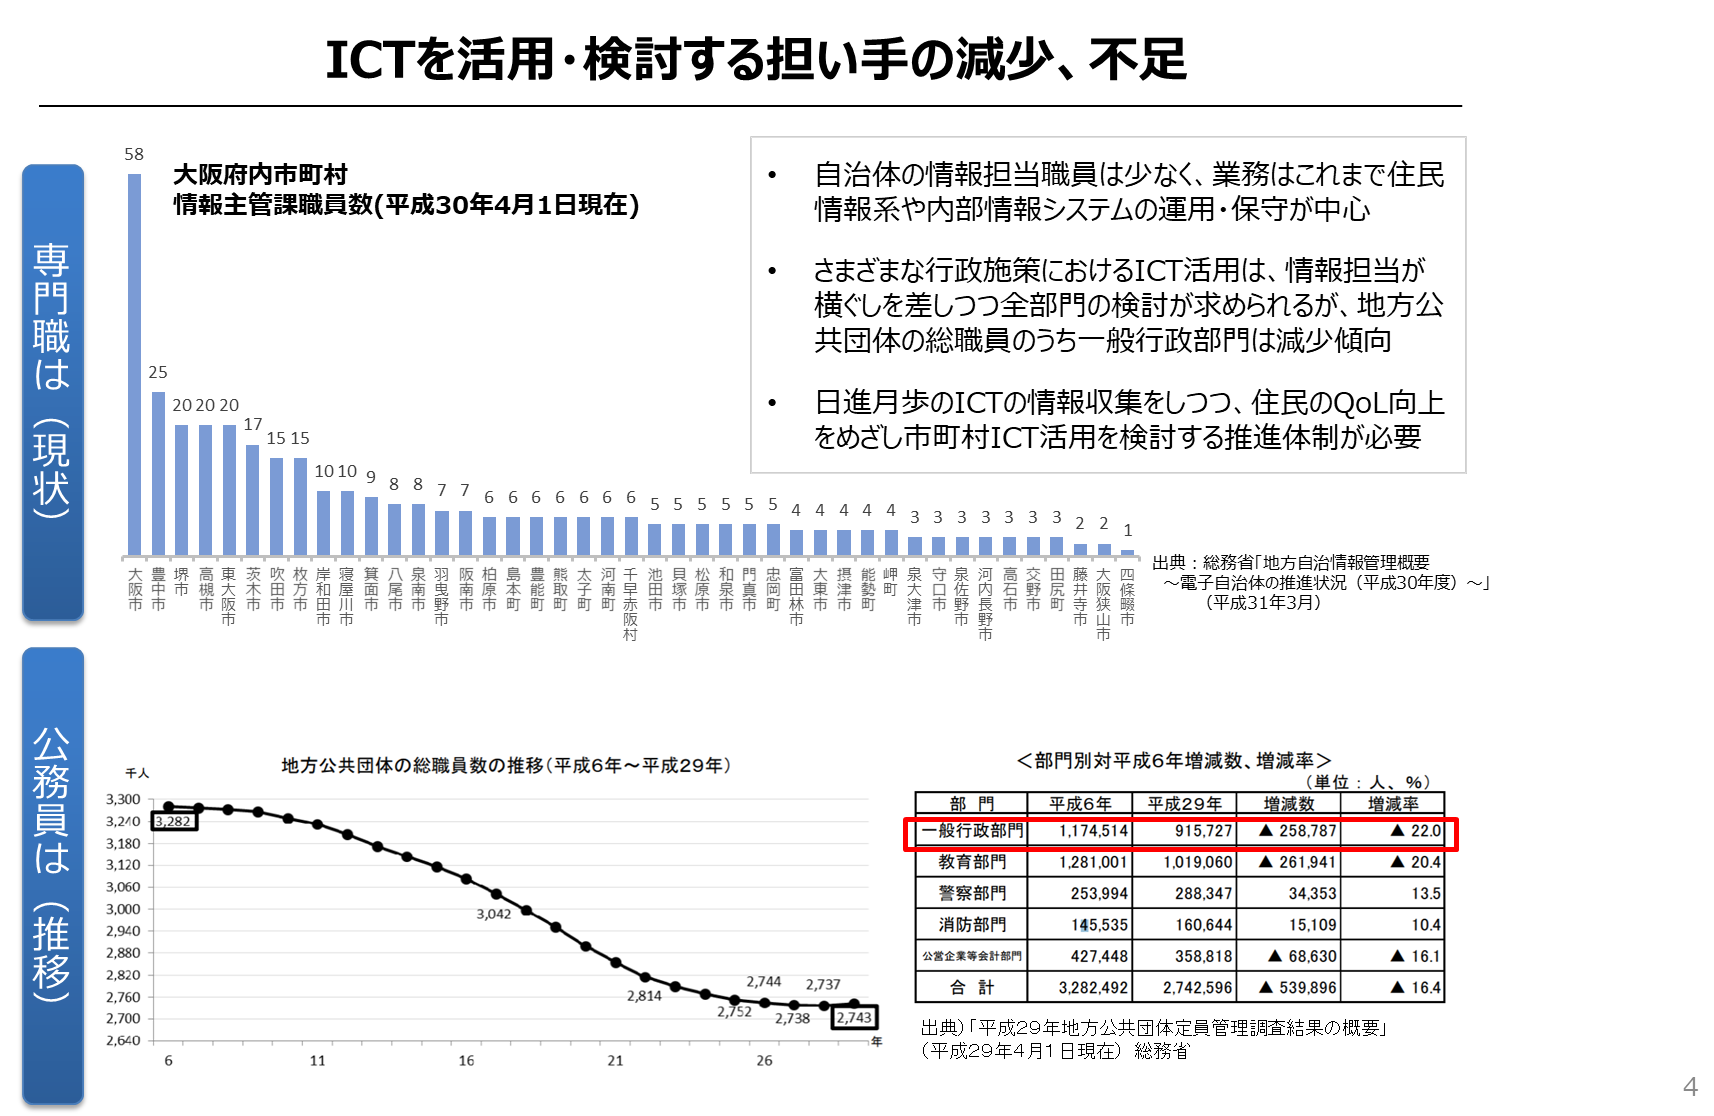 ICTを活用・検討する担い手の減少、不足
専門職は（現状）
大阪府内市町村
情報主管課職員数(平成30年4月1日現在)
58
25
20 20 20
17
15 15
10 10
9
8 8
7 7
6 6 6 6 6 6 6
5 5 5 5 5 5
4 4 4 4 4
3 3 3 3 3 3 3
2 2
1
大阪市
豊中市
堺市
高槻市
東大阪市
茨木市
吹田市
枚方市
岸和田市
寝屋川市
箕面市
八尾市
泉南市
羽曳野市
阪南市
柏原市
島本町
豊能町
熊取町
太子町
河南町
千早赤阪村
池田市
貝塚市
松原市
和泉市
門真市
忠岡町
富田林市
大東市
摂津市
能勢町
岬町
泉大津市
守口市
泉佐野市
河内長野市
高石市
交野市
田尻町
藤井寺市
大阪狭山市
四條畷市
• 自治体の情報担当職員は少なく、業務はこれまで住民
情報系や内部情報システムの運用・保守が中心
• さまざまな行政施策におけるICT活用は、情報担当が
横ぐしを差しつつ全部門の検討が求められるが、地方公
共団体の総職員のうち一般行政部門は減少傾向
• 日進月歩のICTの情報収集をしつつ、住民のQoL向上
をめざし市町村ICT活用を検討する推進体制が必要
出典：総務省「地方自治情報管理概要
～電子自治体の推進状況（平成30年度）～」
（平成31年3月）
公務員は（推移）
地方公共団体の総職員数の推移（平成6年～平成29年）
千人
3,300
3,240
3,180
3,120
3,060
3,000
2,940
2,880
2,820
2,760
2,700
2,640
3,282
3,042
2,814
2,752
2,744
2,738
2,737
2,743
6 11 16 21 26 年
＜部門別対平成6年増減数、増減率＞
（単位：人、%）
部 門 平成6年 平成29年 増減数 増減率
一般行政部門 1,174,514 915,727 ▲ 258,787 ▲ 22.0
教育部門 1,281,001 1,019,060 ▲ 261,941 ▲ 20.4
警察部門 253,994 288,347 34,353 13.5
消防部門 145,535 160,644 15,109 10.4
公営企業等会計部門 427,448 358,818 ▲ 68,630 ▲ 16.1
合 計 3,282,492 2,742,596 ▲ 539,896 ▲ 16.4
出典）「平成29年地方公共団体定員管理調査結果の概要」
（平成29年4月1日現在） 総務省
4